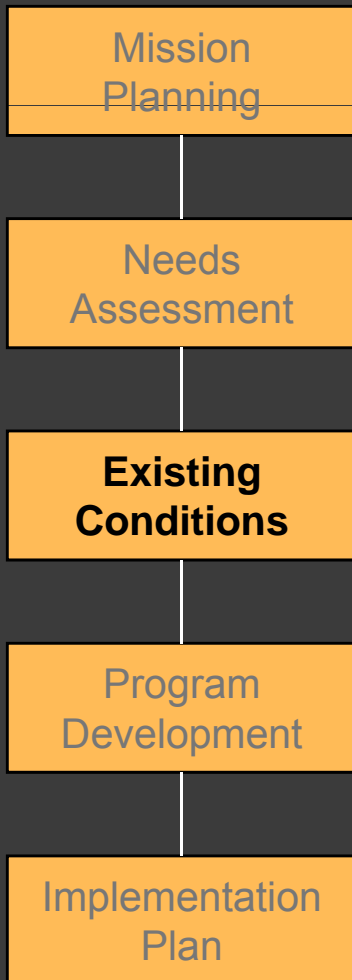 Mission
Planning
Needs
Assessment
Existing
Conditions
Program
Development
Implementation
Plan